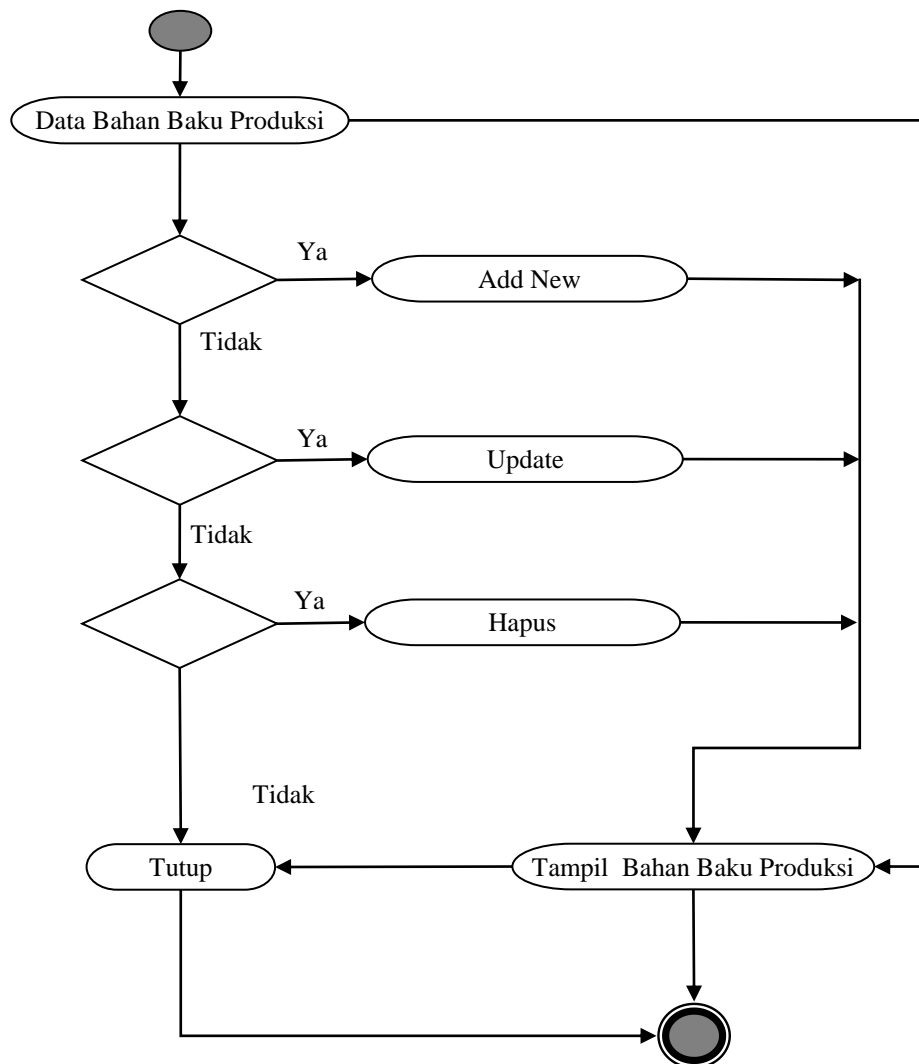 Data Bahan Baku Produksi
Ya
Add New
Tidak
Ya
Update
Tidak
Ya
Hapus
Tidak
Tutup
Tampil Bahan Baku Produksi